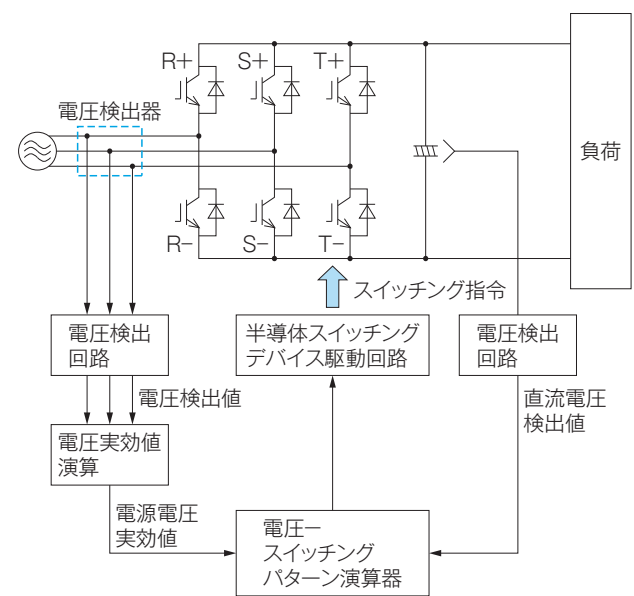 R+
S+
T+
電圧検出器
負荷
R−
S−
T−
スイッチング指令
電圧検出
回路
半導体スイッチング
デバイス駆動回路
電圧検出
回路
電圧検出値
直流電圧
検出値
電圧実効値
演算
電源電圧
実効値
電圧ー
スイッチング
パターン演算器